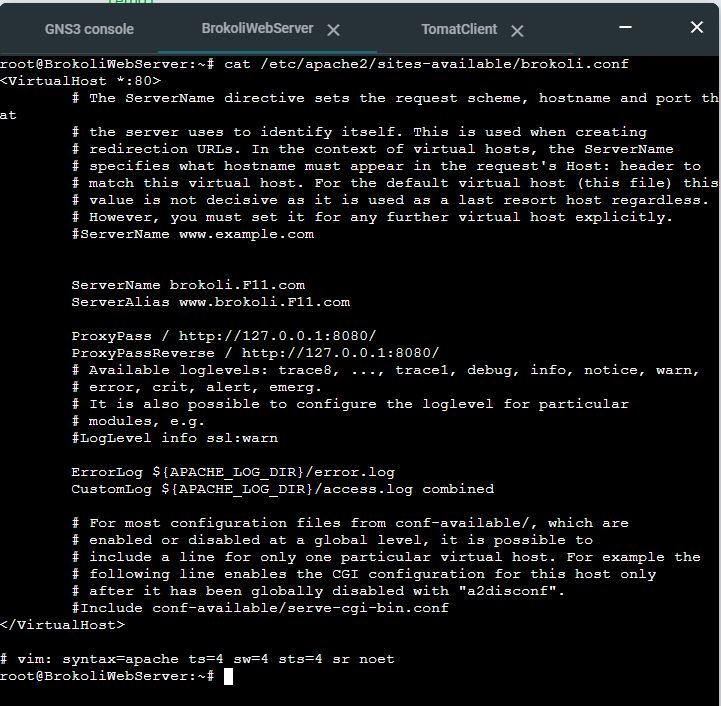 GNS3 console
BrokoliWebServer
TomatClient
root@BrokoliWebServer:~# cat /etc/apache2/sites-available/brokoli.conf
<VirtualHost *:80>
        # The ServerName directive sets the request scheme, hostname and port th
at
        # the server uses to identify itself. This is used when creating
        # redirection URLs. In the context of virtual hosts, the ServerName
        # specifies what hostname must appear in the request's Host: header to
        # match this virtual host. For the default virtual host (this file) this
        # value is not decisive as it is used as a last resort host regardless.
        # However, you must set it for any further virtual host explicitly.
        #ServerName www.example.com
        ServerName brokoli.F11.com
        ServerAlias www.brokoli.F11.com
        ProxyPass / http://127.0.0.1:8080/
        ProxyPassReverse / http://127.0.0.1:8080/
        # Available loglevels: trace8, ..., trace1, debug, info, notice, warn,
        # error, crit, alert, emerg.
        # It is also possible to configure the loglevel for particular
        # modules, e.g.
        #LogLevel info ssl:warn
        ErrorLog ${APACHE_LOG_DIR}/error.log
        CustomLog ${APACHE_LOG_DIR}/access.log combined
        # For most configuration files from conf-available/, which are
        # enabled or disabled at a global level, it is possible to
        # include a line for only one particular virtual host. For example the
        # following line enables the CGI configuration for this host only
        # after it has been globally disabled with "a2disconf".
        #Include conf-available/serve-cgi-bin.conf
</VirtualHost>
# vim: syntax=apache ts=4 sw=4 sts=4 sr noet
root@BrokoliWebServer:~#